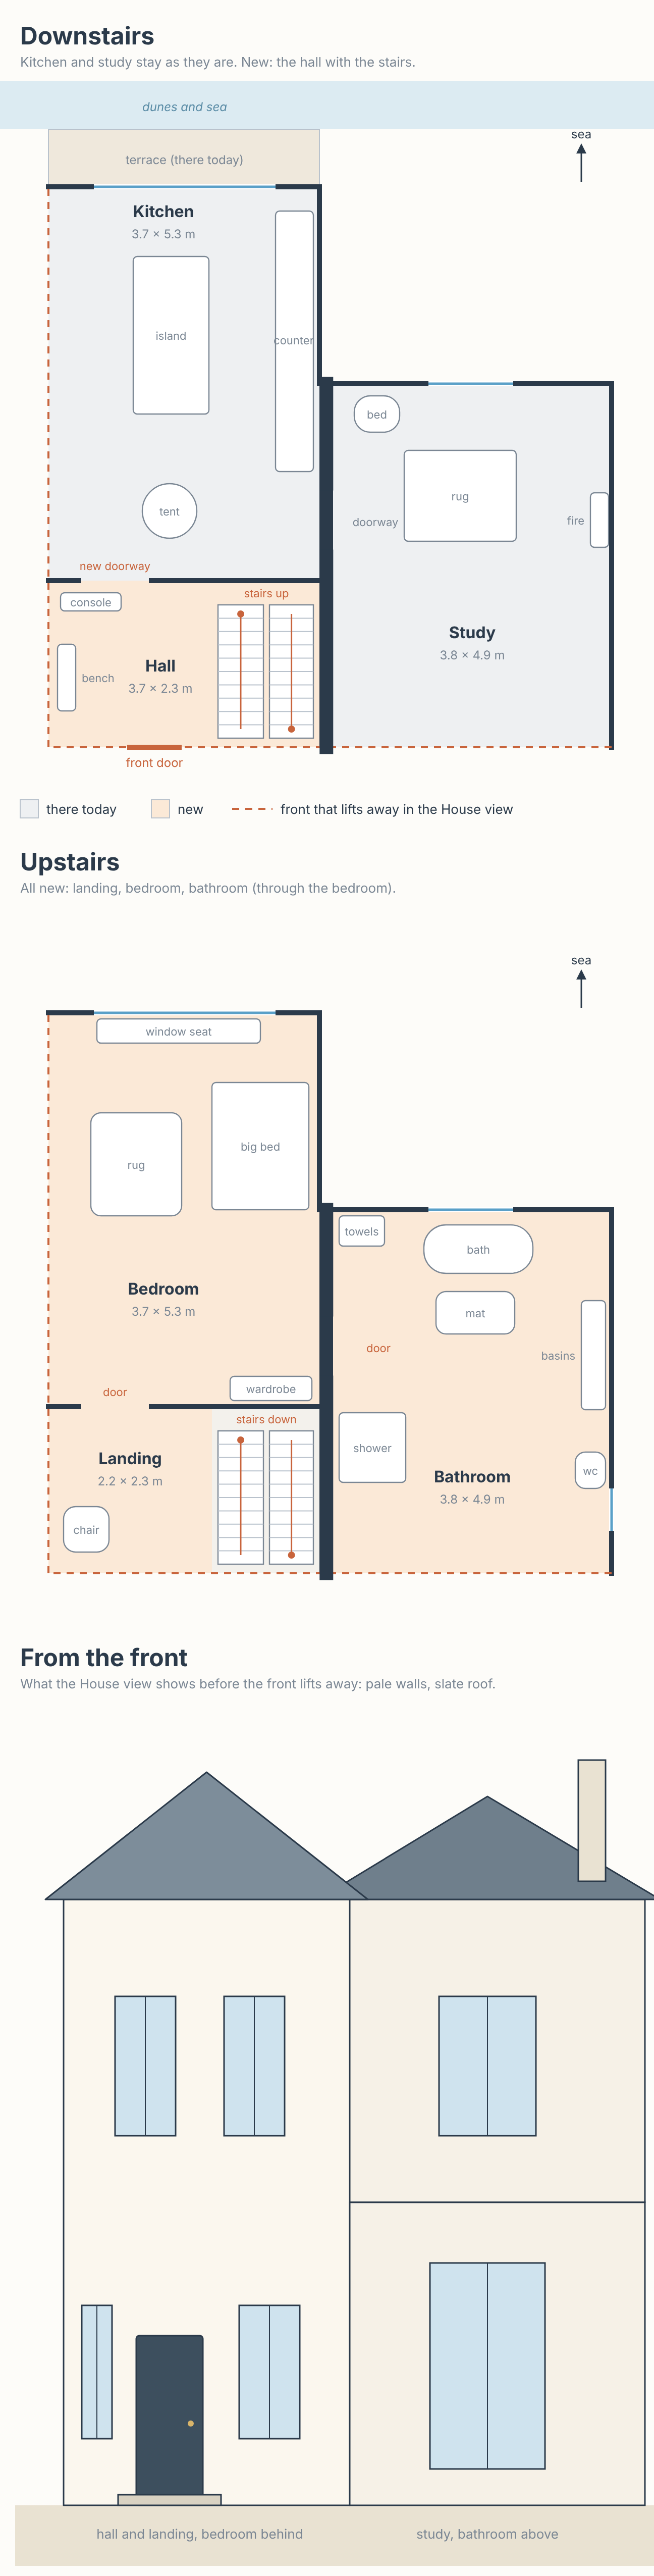 Downstairs
Kitchen and study stay as they are. New: the hall with the stairs.
dunes and sea
sea
terrace (there today)
Kitchen
3.7 × 5.3 m
island
counter
bed
rug
tent
doorway
fire
new doorway
stairs up
console
Study
3.8 × 4.9 m
Hall
3.7 × 2.3 m
bench
front door
there today
new
front that lifts away in the House view
Upstairs
All new: landing, bedroom, bathroom (through the bedroom).
sea
window seat
big bed
rug
towels
bath
mat
Bedroom
3.7 × 5.3 m
door
basins
door
wardrobe
stairs down
Landing
2.2 × 2.3 m
shower
wc
Bathroom
3.8 × 4.9 m
chair
From the front
What the House view shows before the front lifts away: pale walls, slate roof.
hall and landing, bedroom behind
study, bathroom above